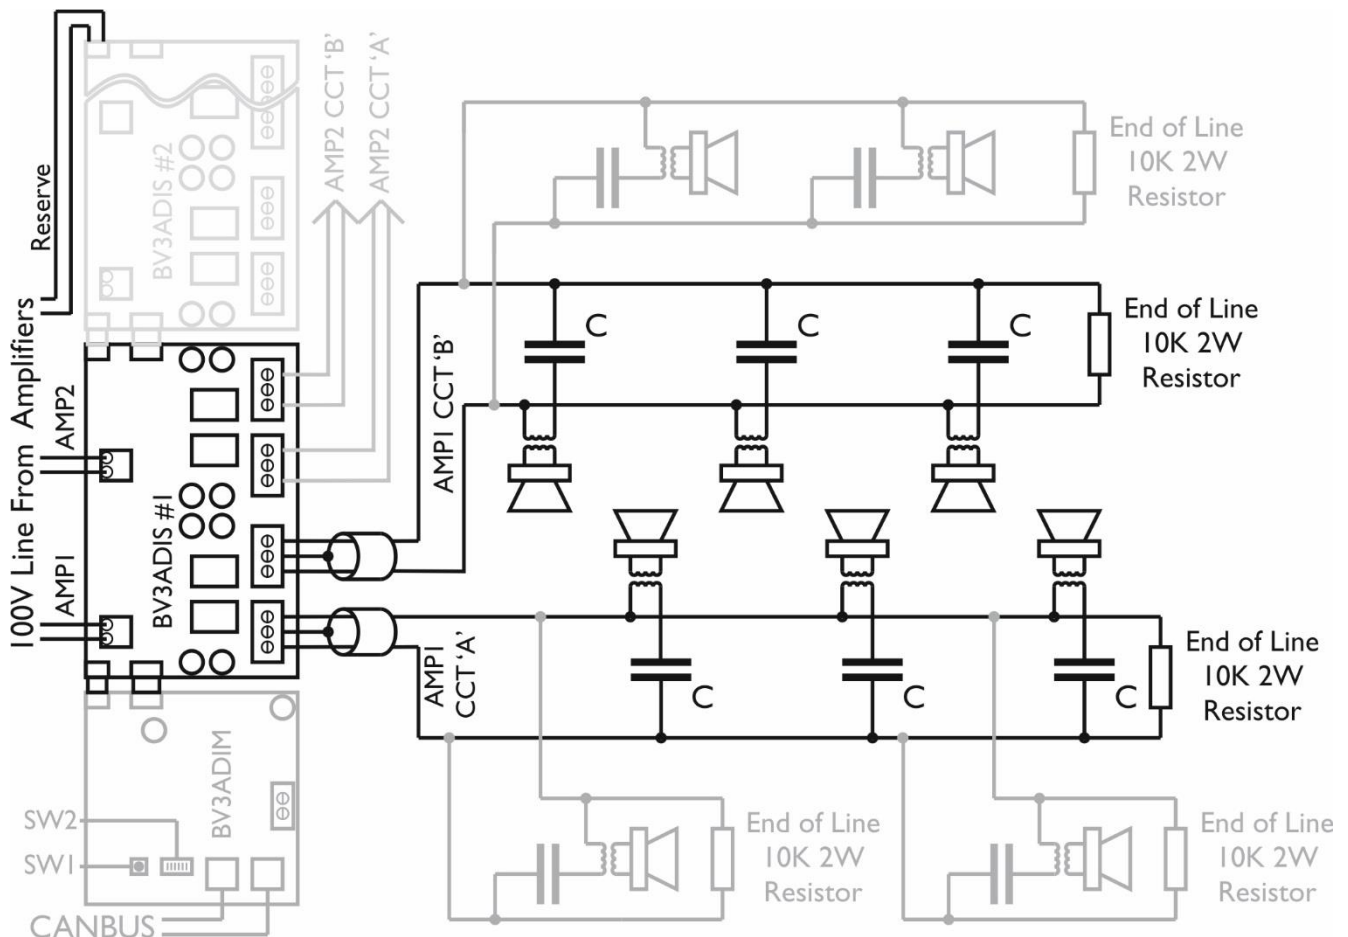 Reserve
BV3ADIS #2
AMP2 CCT ‘B’
AMP2 CCT ‘A’
End of Line
10K 2W
Resistor
100V Line From Amplifiers
AMP2
AMP1
BV3ADIS #1
AMP1 CCT ‘B’
C
C
C
End of Line
10K 2W
Resistor
AMP1
CCT ‘A’
C
C
C
End of Line
10K 2W
Resistor
BV3ADIM
SW2
SW1
CANBUS
End of Line
10K 2W
Resistor
End of Line
10K 2W
Resistor